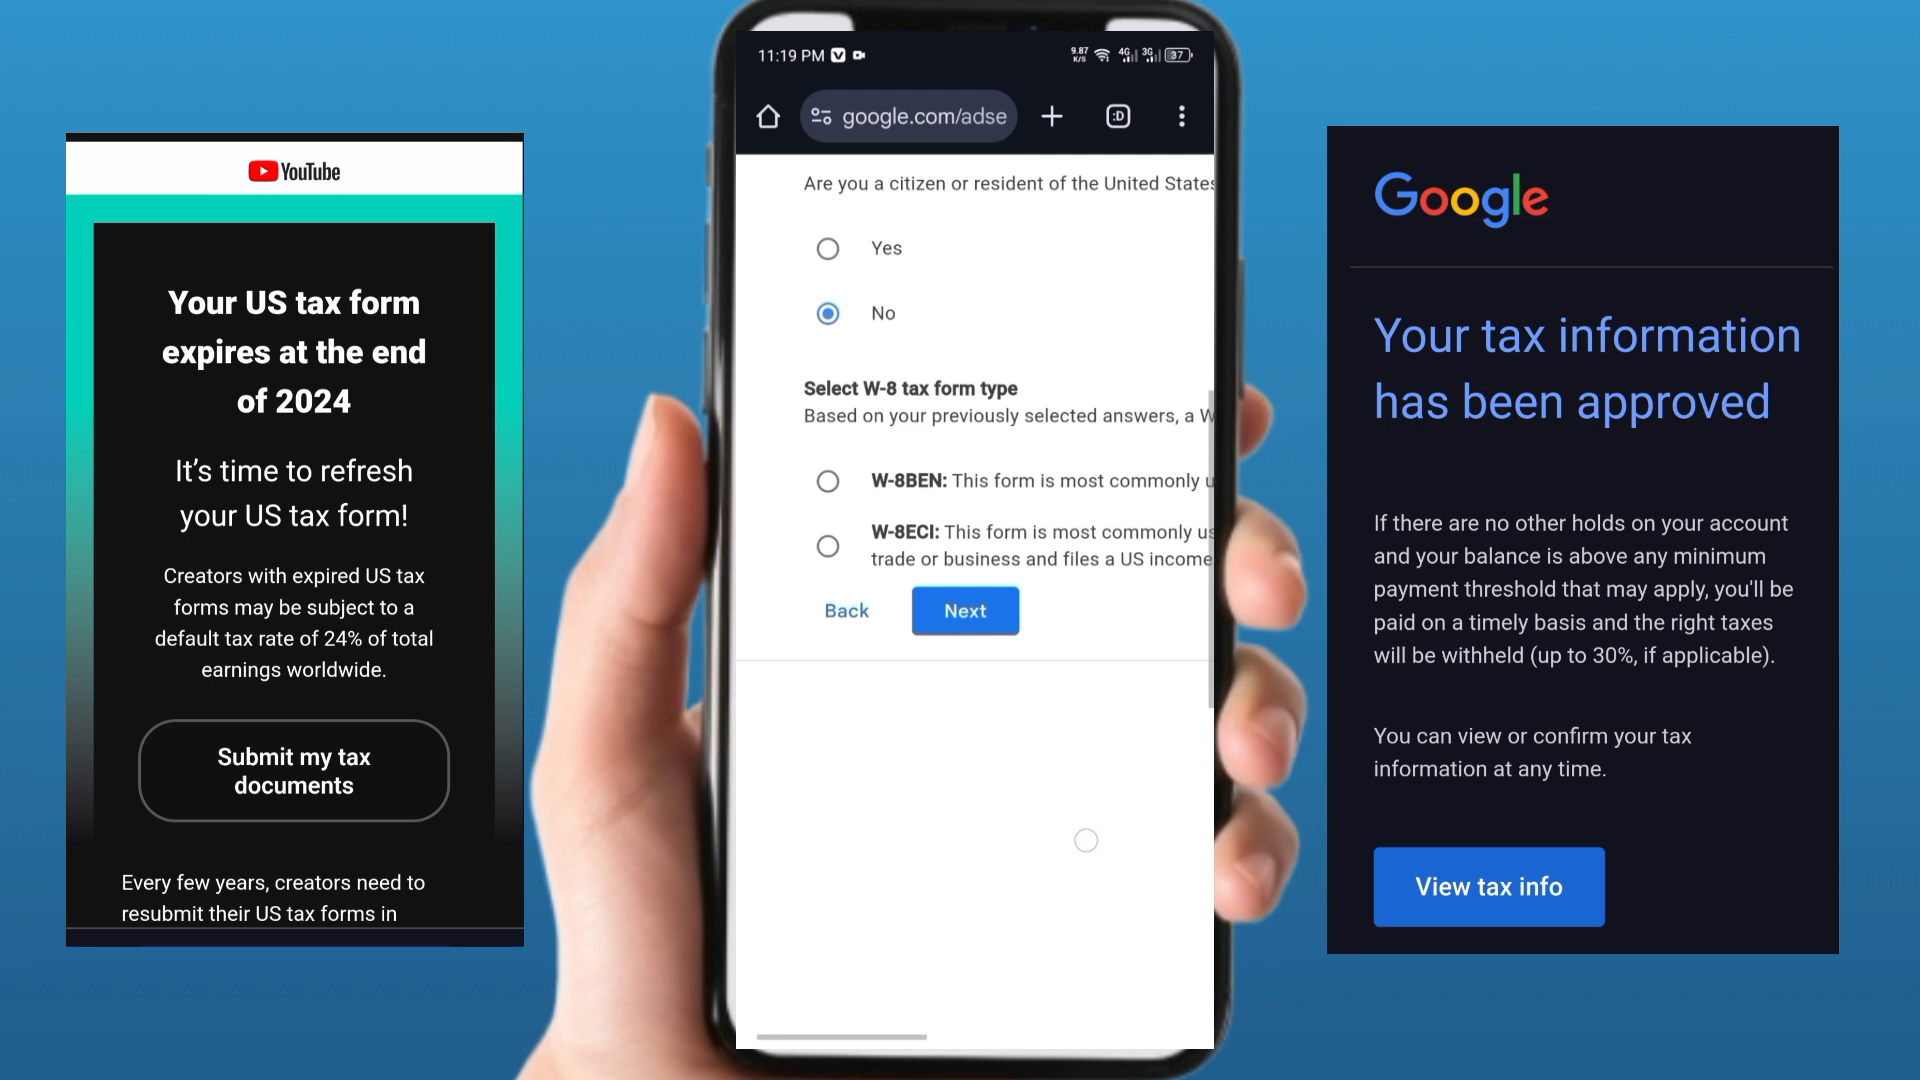 YouTube
Your US tax form
expires at the end
of 2024
It's time to refresh
your US tax form!
Creators with expired US tax
forms may be subject to a
default tax rate of 24% of total
earnings worldwide.
Submit my tax
documents
Every few years, creators need to
resubmit their US tax forms in
11:19 PM
9.87
K/S
4G
3G
37
google.com/adse
:D
Are you a citizen or resident of the United States
Yes
No
Select W-8 tax form type
Based on your previously selected answers, a W
W-8BEN: This form is most commonly u
W-8ECI: This form is most commonly us
trade or business and files a US income
Back
Next
Google
Your tax information
has been approved
If there are no other holds on your account
and your balance is above any minimum
payment threshold that may apply, you'll be
paid on a timely basis and the right taxes
will be withheld (up to 30%, if applicable).
You can view or confirm your tax
information at any time.
View tax info